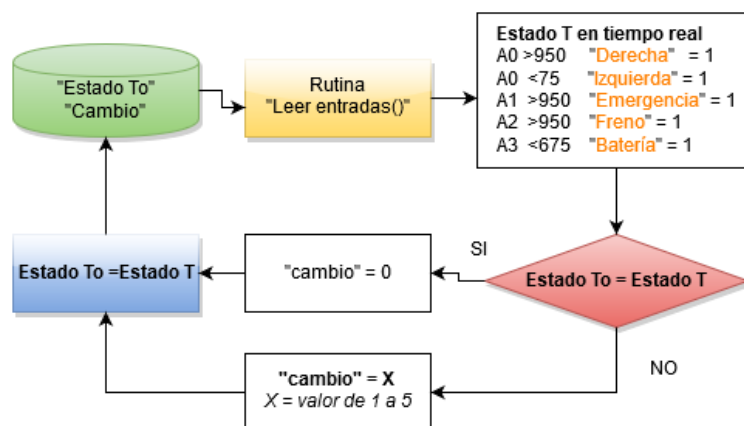 "Estado To"
"Cambio"
Rutina
"Leer entradas()"
Estado T en tiempo real
A0 >950 "Derecha" = 1
A0 <75 "Izquierda" = 1
A1 >950 "Emergencia" = 1
A2 >950 "Freno" = 1
A3 <675 "Batería" = 1
Estado To =Estado T
"cambio" = 0
SI
Estado To = Estado T
NO
"cambio" = X
X = valor de 1 a 5